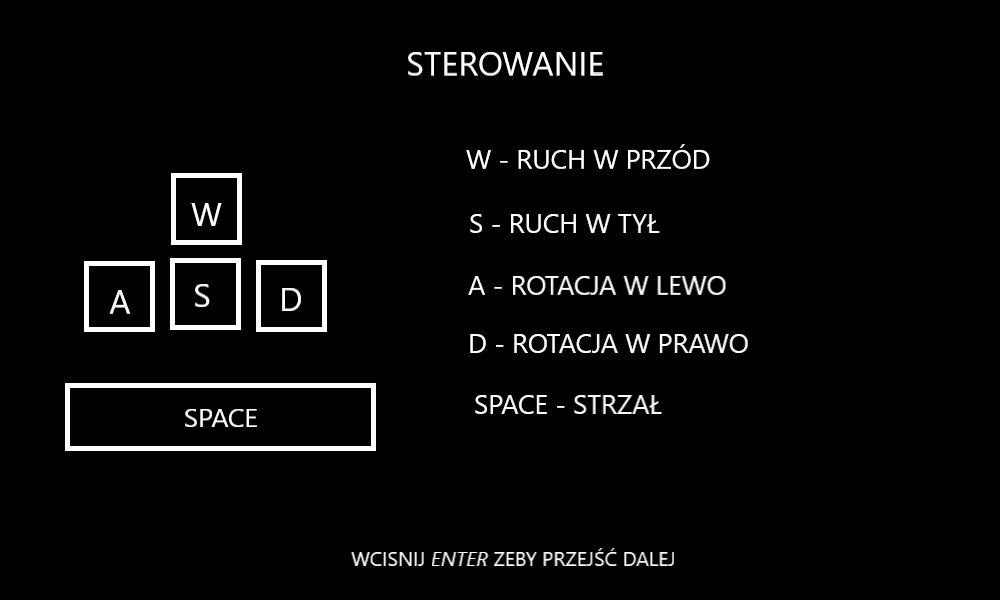 STEROWANIE
W - RUCH W PRZÓD
W
S - RUCH W TYŁ
A S D
A - ROTACJA W LEWO
D - ROTACJA W PRAWO
SPACE
SPACE - STRZAŁ
WCISNIJ ENTER ZEBY PRZEJŚĆ DALEJ